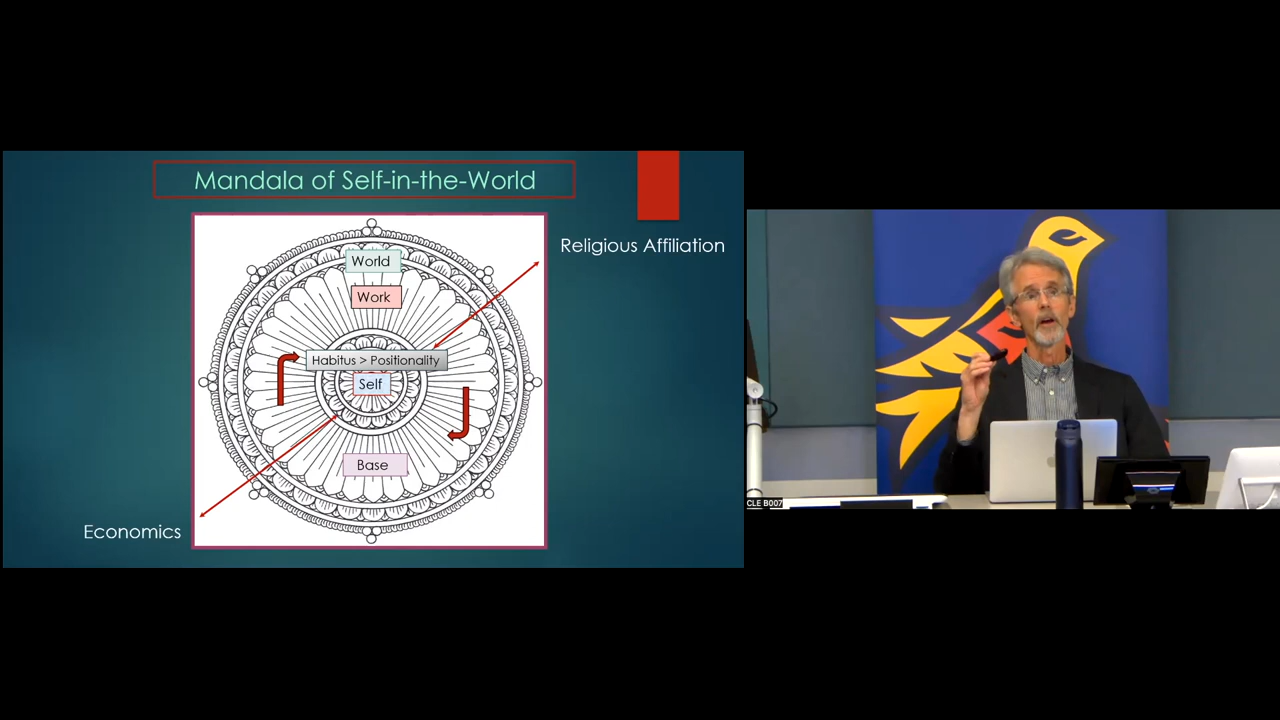 Mandala of Self-in-the-World
Religious Affiliation
World
Work
Habitus > Positionality
Self
Base
Economics
CLE B007